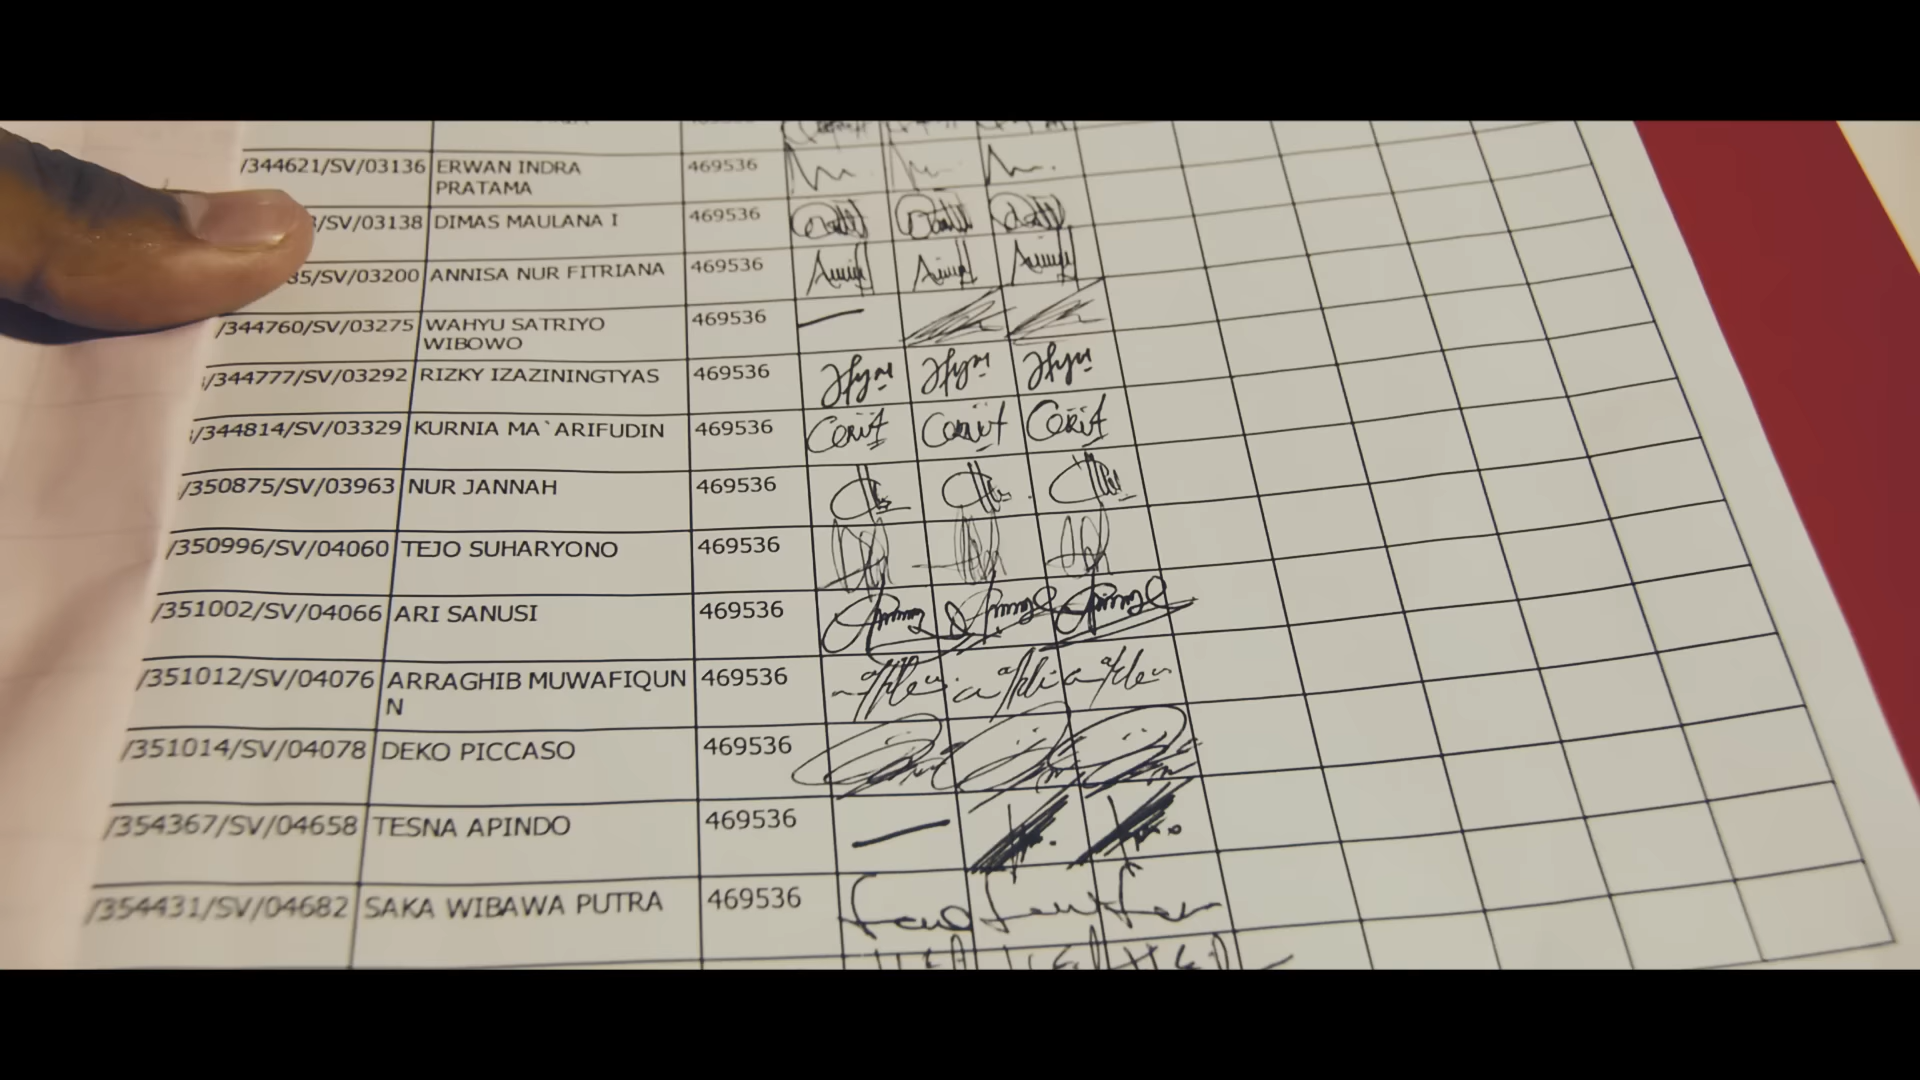 /344621/SV/03136 ERWAN INDRA PRATAMA 469536
/SV/03138 DIMAS MAULANA I 469536
85/SV/03200 ANNISA NUR FITRIANA 469536
/344760/SV/03275 WAHYU SATRIYO WIBOWO 469536
/344777/SV/03292 RIZKY IZAZININGTYAS 469536
/344814/SV/03329 KURNIA MA`ARIFUDIN 469536
/350875/SV/03963 NUR JANNAH 469536
/350996/SV/04060 TEJO SUHARYONO 469536
/351002/SV/04066 ARI SANUSI 469536
/351012/SV/04076 ARRAGHIB MUWAFIQUN N 469536
/351014/SV/04078 DEKO PICCASO 469536
/354367/SV/04658 TESNA APINDO 469536
/354431/SV/04682 SAKA WIBAWA PUTRA 469536